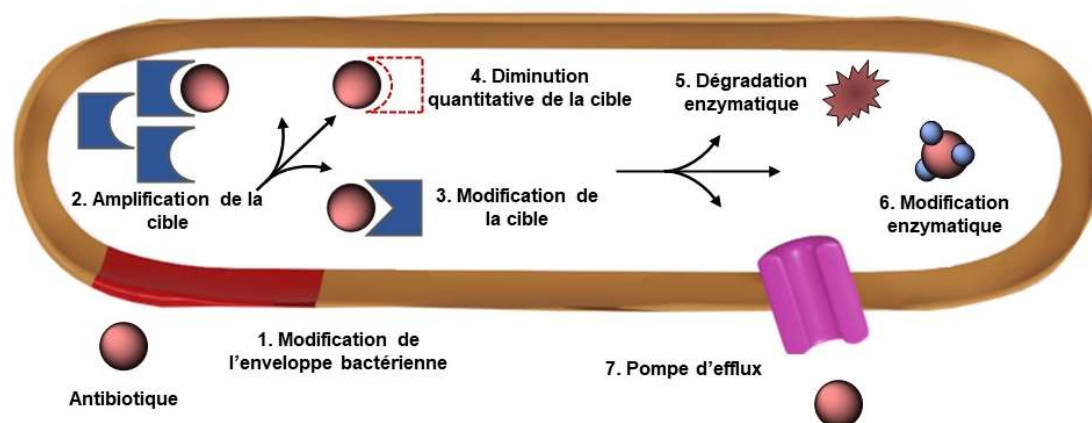 4. Diminution
quantitative de la cible
5. Dégradation
enzymatique
2. Amplification de la
cible
3. Modification de
la cible
6. Modification
enzymatique
1. Modification de
l'enveloppe bactérienne
7. Pompe d'efflux
Antibiotique